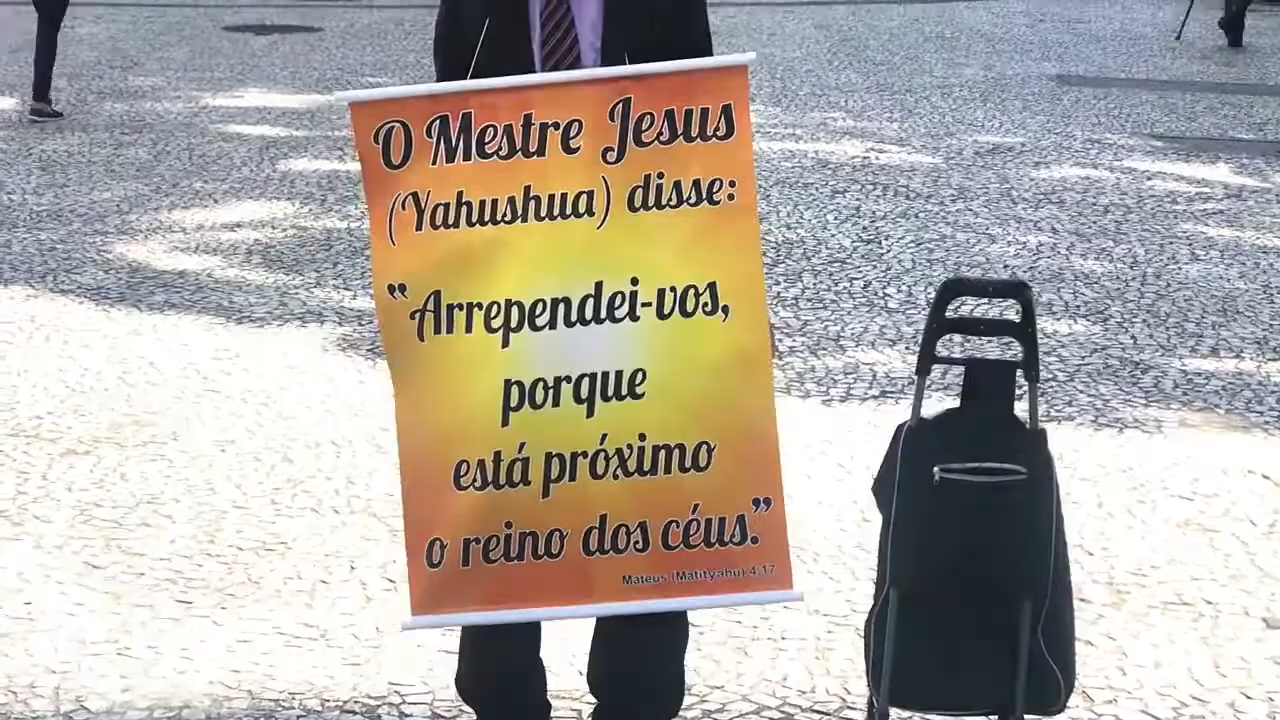 O Mestre Jesus
(Yahushua) disse:
"Arrependei-vos,
porque
está próximo
o reino dos céus."
Mateus (Matityahu) 4:17